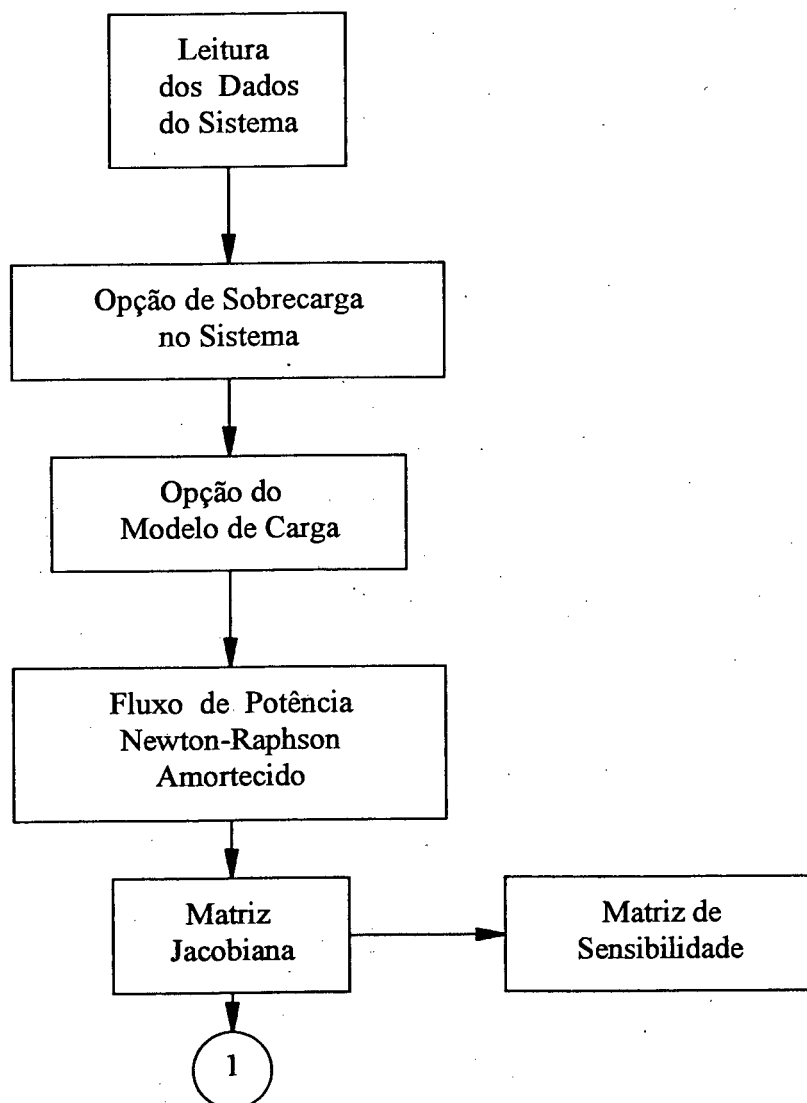 Leitura
dos Dados
do Sistema
Opção de Sobrecarga
no Sistema
Opção do
Modelo de Carga
Fluxo de Potência
Newton-Raphson
Amortecido
Matriz
Jacobiana
Matriz de
Sensibilidade
1